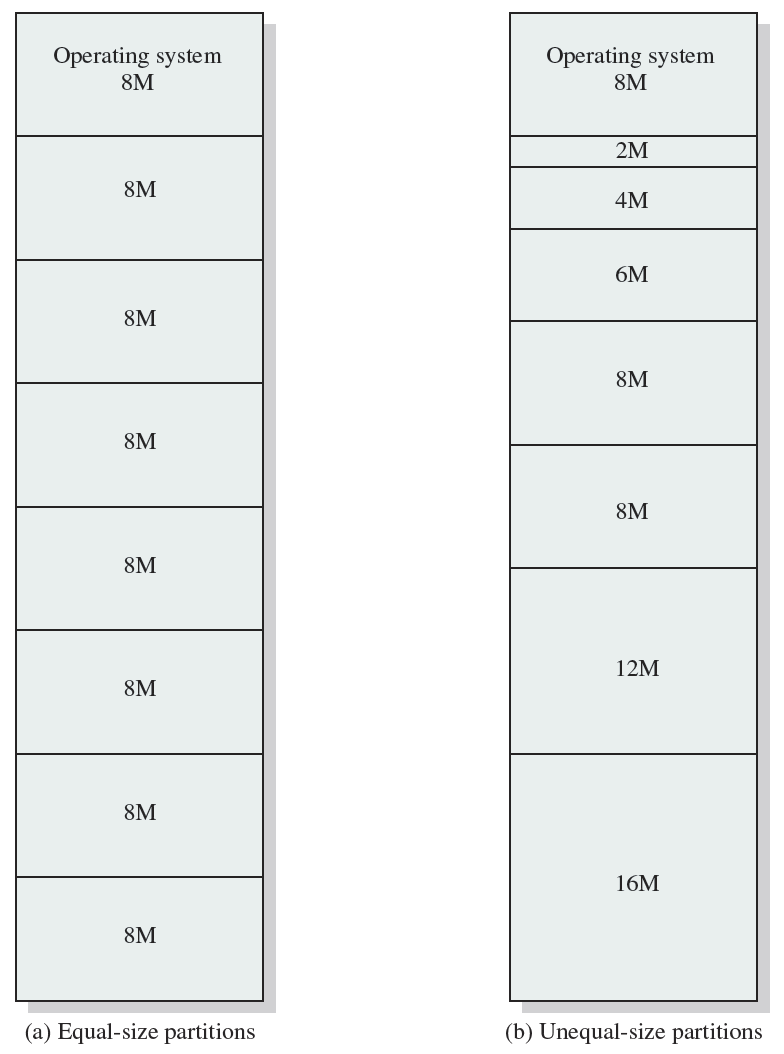 Operating system
8M
8M
8M
8M
8M
8M
8M
8M
(a) Equal-size partitions
Operating system
8M
2M
4M
6M
8M
8M
12M
16M
(b) Unequal-size partitions